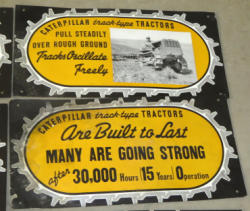 CATERPILLAR track-type TRACTORS
PULL STEADILY
OVER ROUGH GROUND
Tracks Oscillate
Freely
CATERPILLAR track-type TRACTORS
Are Built to Last
MANY ARE GOING STRONG
after 30,000 Hours (15 Years) Operation